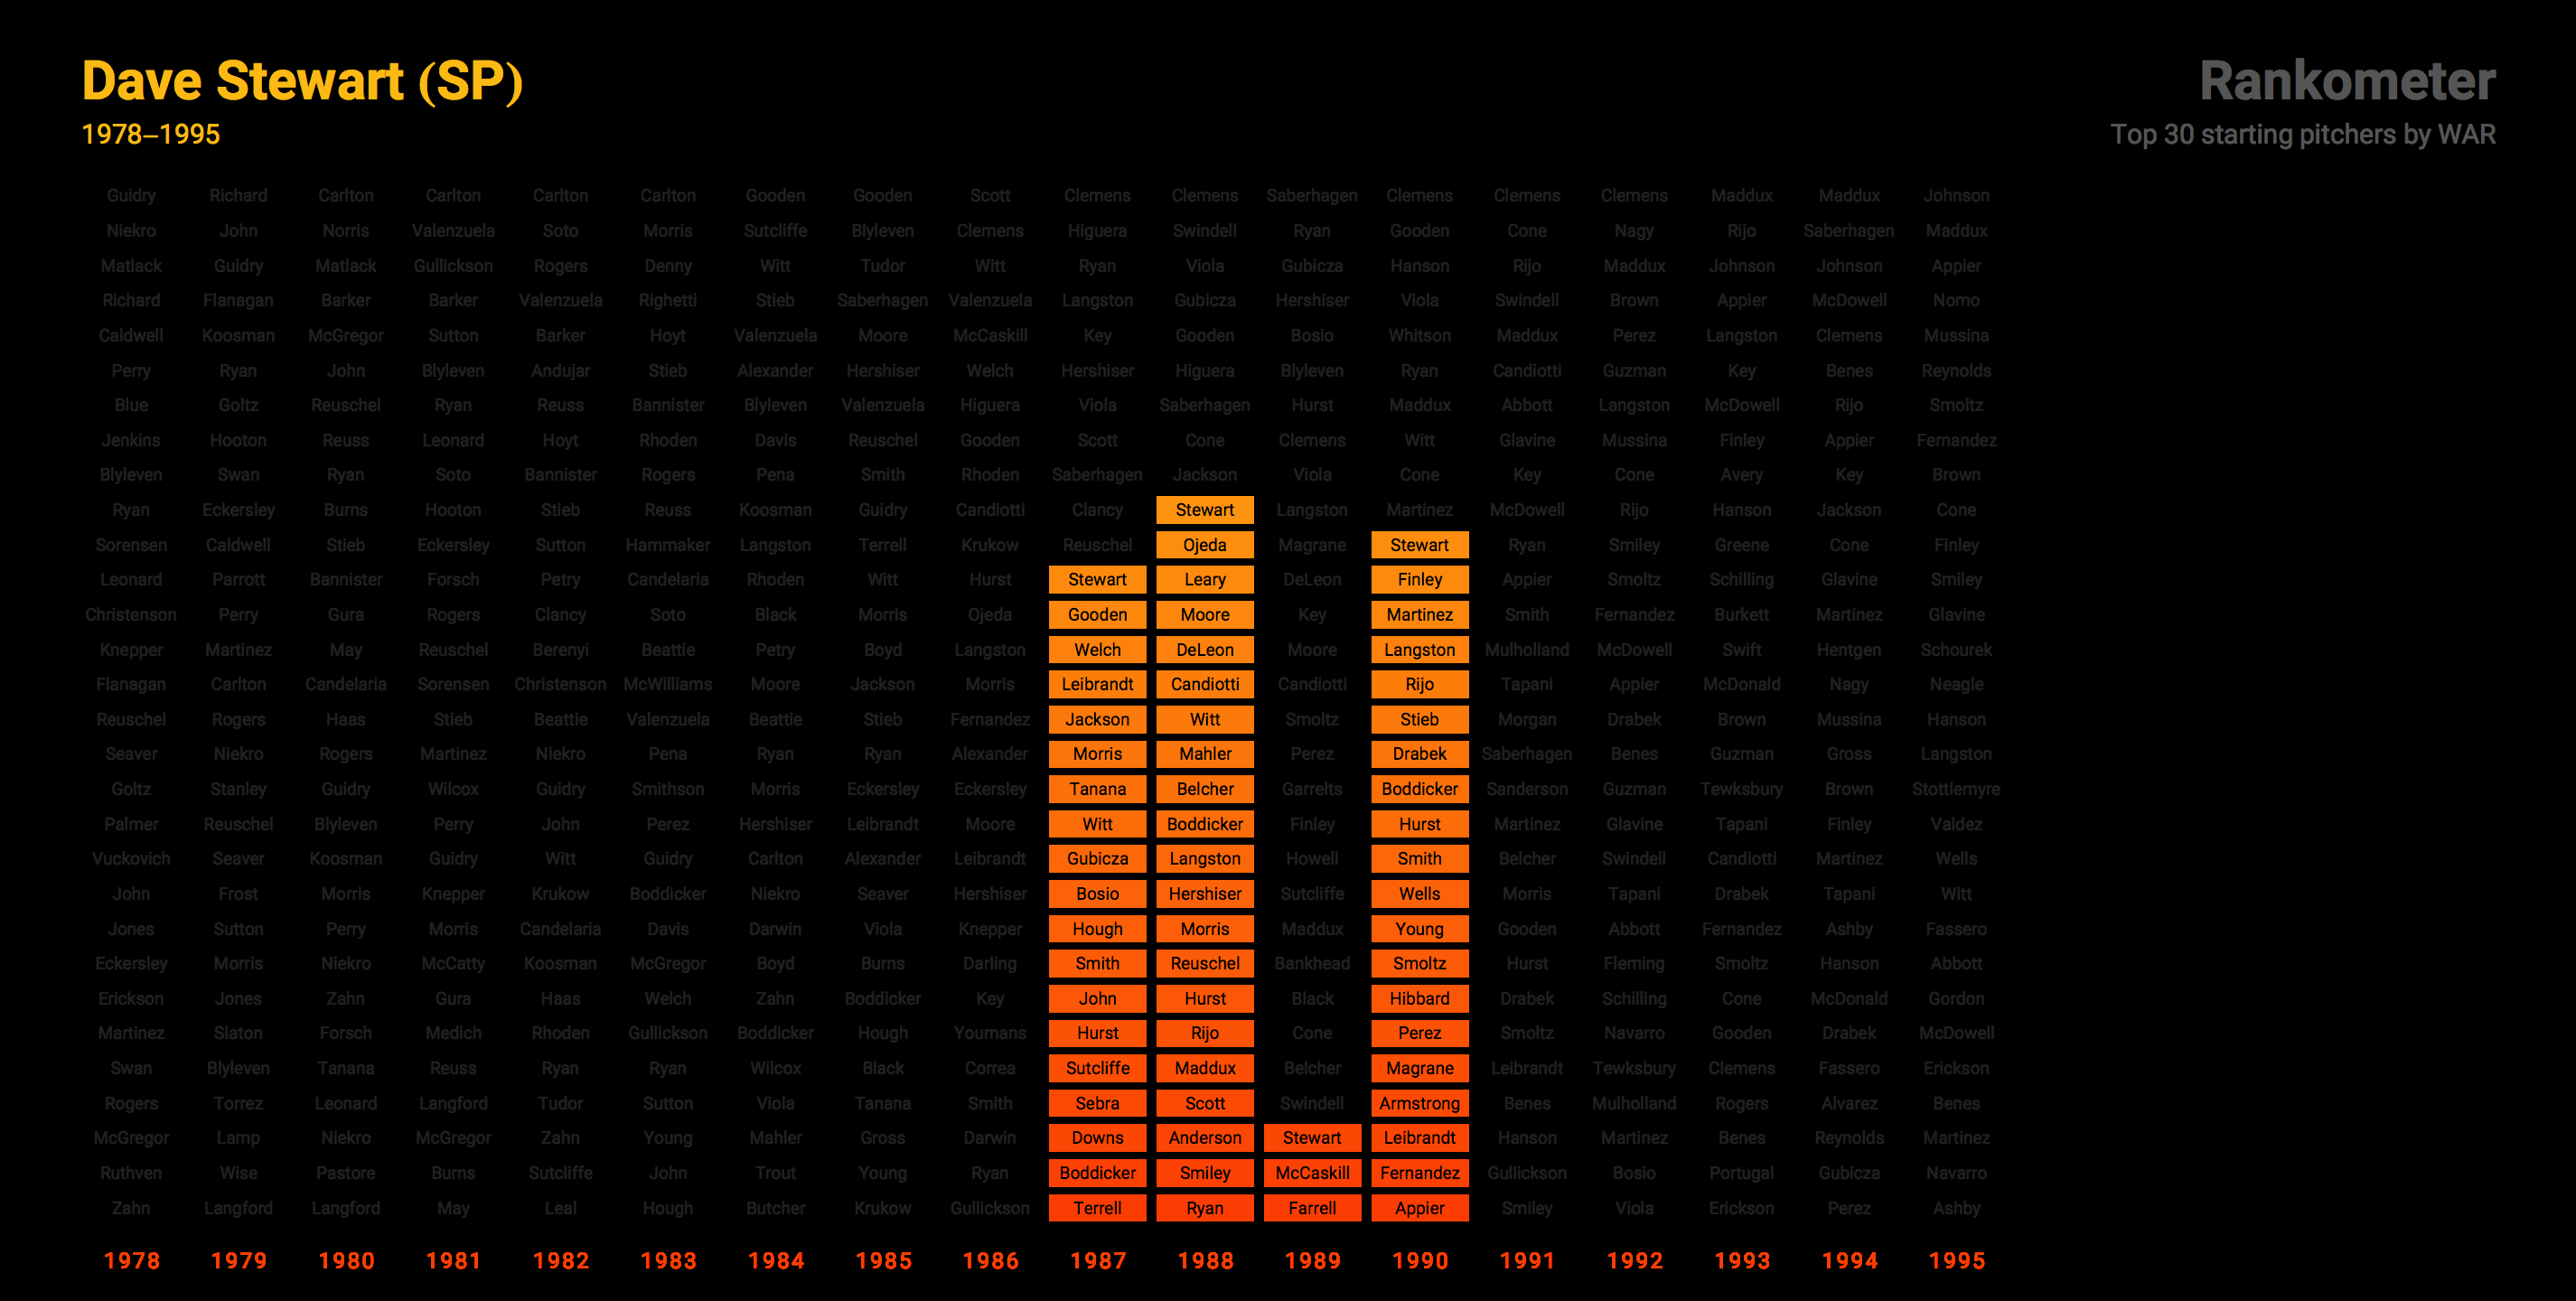 Dave Stewart (SP) Rankometer
1978–1995 Top 30 starting pitchers by WAR
Guidry Richard Carlton Carlton Carlton Carlton Gooden Gooden Scott Clemens Clemens Saberhagen Clemens Clemens Clemens Maddux Maddux Johnson
Niekro John Norris Valenzuela Soto Morris Sutcliffe Blyleven Clemens Higuera Swindell Ryan Gooden Cone Nagy Rijo Saberhagen Maddux
Matlack Guidry Matlack Gullickson Rogers Denny Witt Tudor Witt Ryan Viola Gubicza Hanson Rijo Maddux Johnson Johnson Appier
Richard Flanagan Barker Barker Valenzuela Righetti Stieb Saberhagen Valenzuela Langston Gubicza Hershiser Viola Swindell Brown Appier McDowell Nomo
Caldwell Koosman McGregor Sutton Barker Hoyt Valenzuela Moore McCaskill Key Gooden Bosio Whitson Maddux Perez Langston Clemens Mussina
Perry Ryan John Blyleven Andujar Stieb Alexander Hershiser Welch Hershiser Higuera Blyleven Ryan Candiotti Guzman Key Benes Reynolds
Blue Goltz Reuschel Ryan Reuss Bannister Blyleven Valenzuela Higuera Viola Saberhagen Hurst Maddux Abbott Langston McDowell Rijo Smoltz
Jenkins Hooton Reuss Leonard Hoyt Rhoden Davis Reuschel Gooden Scott Cone Clemens Witt Glavine Mussina Finley Appier Fernandez
Blyleven Swan Ryan Soto Bannister Rogers Pena Smith Rhoden Saberhagen Jackson Viola Cone Key Cone Avery Key Brown
Ryan Eckersley Burns Hooton Stieb Reuss Koosman Guidry Candiotti Clancy Stewart Langston Martinez McDowell Rijo Hanson Jackson Cone
Sorensen Caldwell Stieb Eckersley Sutton Hammaker Langston Terrell Krukow Reuschel Ojeda Magrane Stewart Ryan Smiley Greene Cone Finley
Leonard Parrott Bannister Forsch Petry Candelaria Rhoden Witt Hurst Stewart Leary DeLeon Finley Appier Smoltz Schilling Glavine Smiley
Christenson Perry Gura Rogers Clancy Soto Black Morris Ojeda Gooden Moore Key Martinez Smith Fernandez Burkett Martinez Glavine
Knepper Martinez May Reuschel Berenyi Beattie Petry Boyd Langston Welch DeLeon Moore Langston Mulholland McDowell Swift Hentgen Schourek
Flanagan Carlton Candelaria Sorensen Christenson McWilliams Moore Jackson Morris Leibrandt Candiotti Candiotti Rijo Tapani Appier McDonald Nagy Neagle
Reuschel Rogers Haas Stieb Beattie Valenzuela Beattie Stieb Fernandez Jackson Witt Smoltz Stieb Morgan Drabek Brown Mussina Hanson
Seaver Niekro Rogers Martinez Niekro Pena Ryan Ryan Alexander Morris Mahler Perez Drabek Saberhagen Benes Guzman Gross Langston
Goltz Stanley Guidry Wilcox Guidry Smithson Morris Eckersley Eckersley Tanana Belcher Garrelts Boddicker Sanderson Guzman Tewksbury Brown Stottlemyre
Palmer Reuschel Blyleven Perry John Perez Hershiser Leibrandt Moore Witt Boddicker Finley Hurst Martinez Glavine Tapani Finley Valdez
Vuckovich Seaver Koosman Guidry Witt Guidry Carlton Alexander Leibrandt Gubicza Langston Howell Smith Belcher Swindell Candiotti Martinez Wells
John Frost Morris Knepper Krukow Boddicker Niekro Seaver Hershiser Bosio Hershiser Sutcliffe Wells Morris Tapani Drabek Tapani Witt
Jones Sutton Perry Morris Candelaria Davis Darwin Viola Knepper Hough Morris Maddux Young Gooden Abbott Fernandez Ashby Fassero
Eckersley Morris Niekro McCatty Koosman McGregor Boyd Burns Darling Smith Reuschel Bankhead Smoltz Hurst Fleming Smoltz Hanson Abbott
Erickson Jones Zahn Gura Haas Welch Zahn Boddicker Key John Hurst Black Hibbard Drabek Schilling Cone McDonald Gordon
Martinez Slaton Forsch Medich Rhoden Gullickson Boddicker Hough Youmans Hurst Rijo Cone Perez Smoltz Navarro Gooden Drabek McDowell
Swan Blyleven Tanana Reuss Ryan Ryan Wilcox Black Correa Sutcliffe Maddux Belcher Magrane Leibrandt Tewksbury Clemens Fassero Erickson
Rogers Torrez Leonard Langford Tudor Sutton Viola Tanana Smith Sebra Scott Swindell Armstrong Benes Mulholland Rogers Alvarez Benes
McGregor Lamp Niekro McGregor Zahn Young Mahler Gross Darwin Downs Anderson Stewart Leibrandt Hanson Martinez Benes Reynolds Martinez
Ruthven Wise Pastore Burns Sutcliffe John Trout Young Ryan Boddicker Smiley McCaskill Fernandez Gullickson Bosio Portugal Gubicza Navarro
Zahn Langford Langford May Leal Hough Butcher Krukow Gullickson Terrell Ryan Farrell Appier Smiley Viola Erickson Perez Ashby
1978 1979 1980 1981 1982 1983 1984 1985 1986 1987 1988 1989 1990 1991 1992 1993 1994 1995